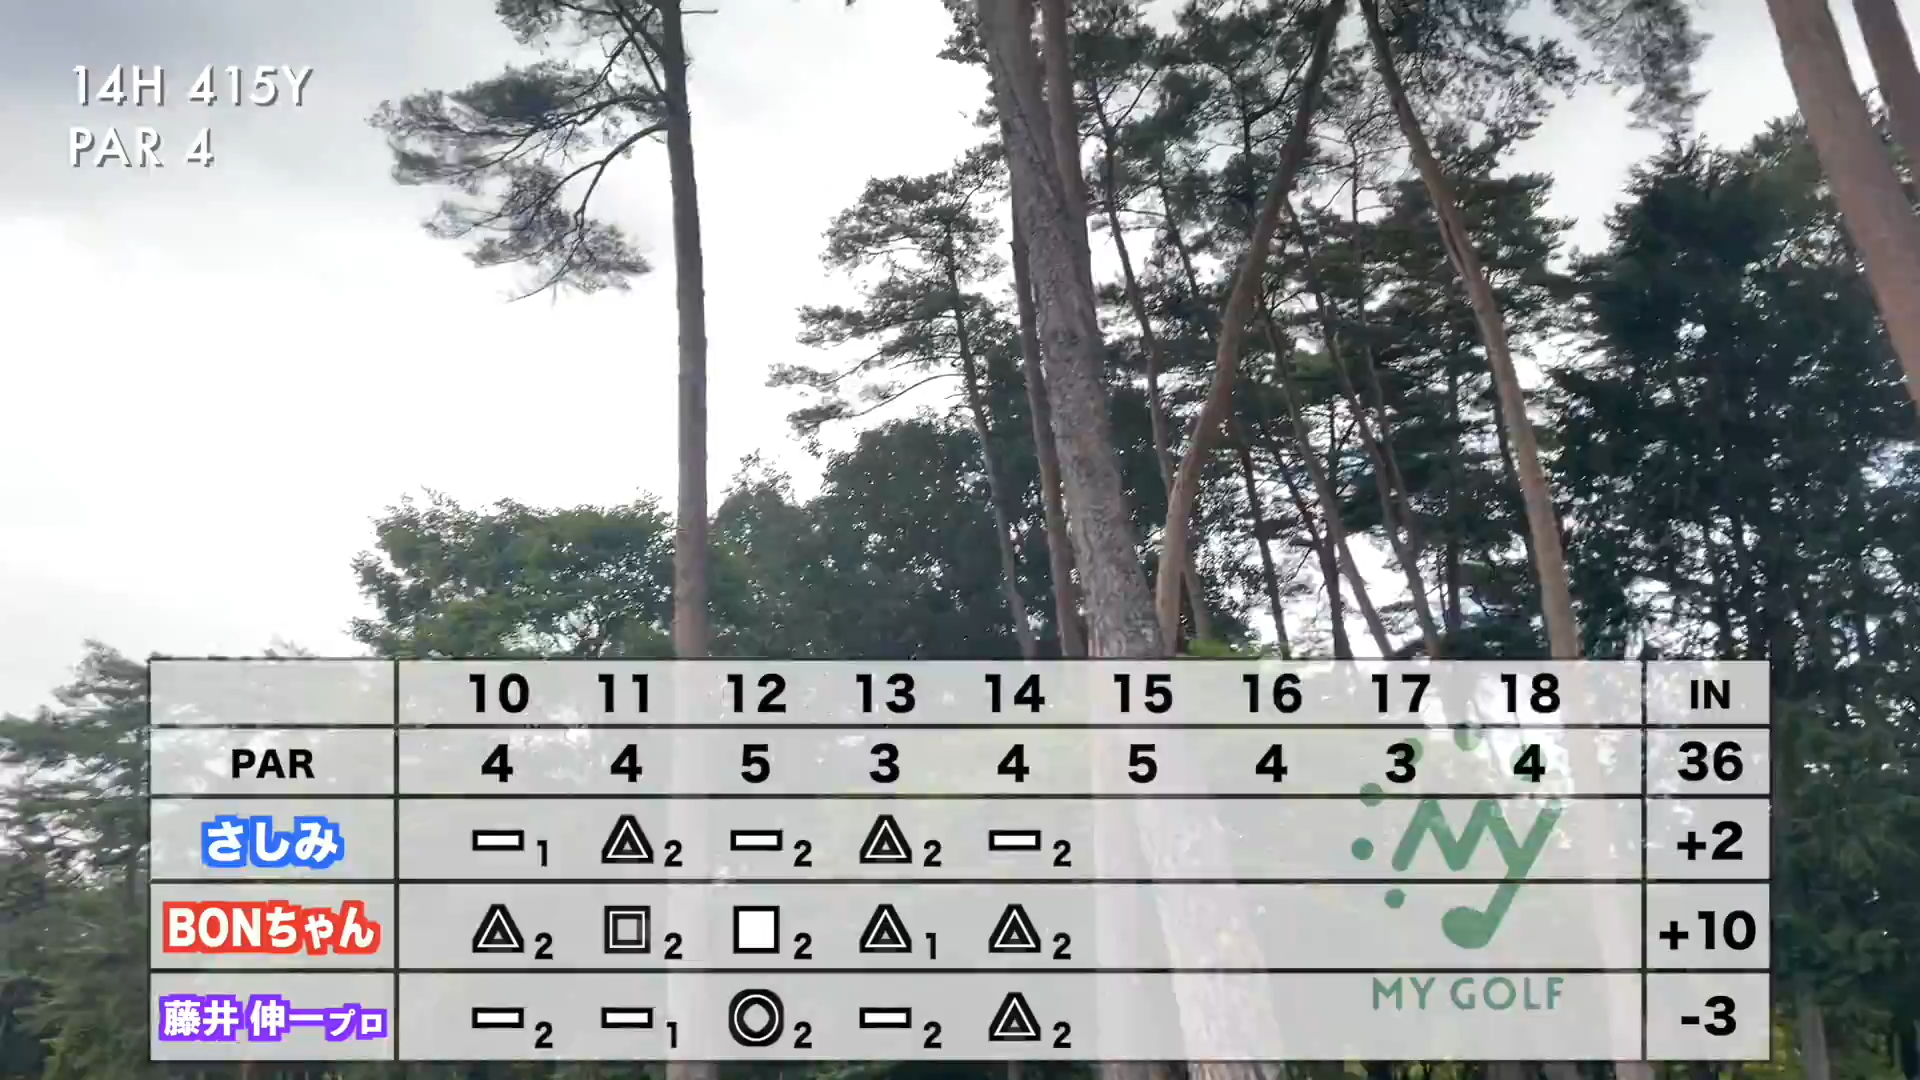 14H 415Y
PAR 4
10 11 12 13 14 15 16 17 18 IN
PAR 4 4 5 3 4 5 4 3 4 36
さしみ 1 2 2 2 2 +2
BONちゃん 2 2 2 1 2 +10
藤井 伸一プロ 2 1 2 2 2 -3
My
MY GOLF